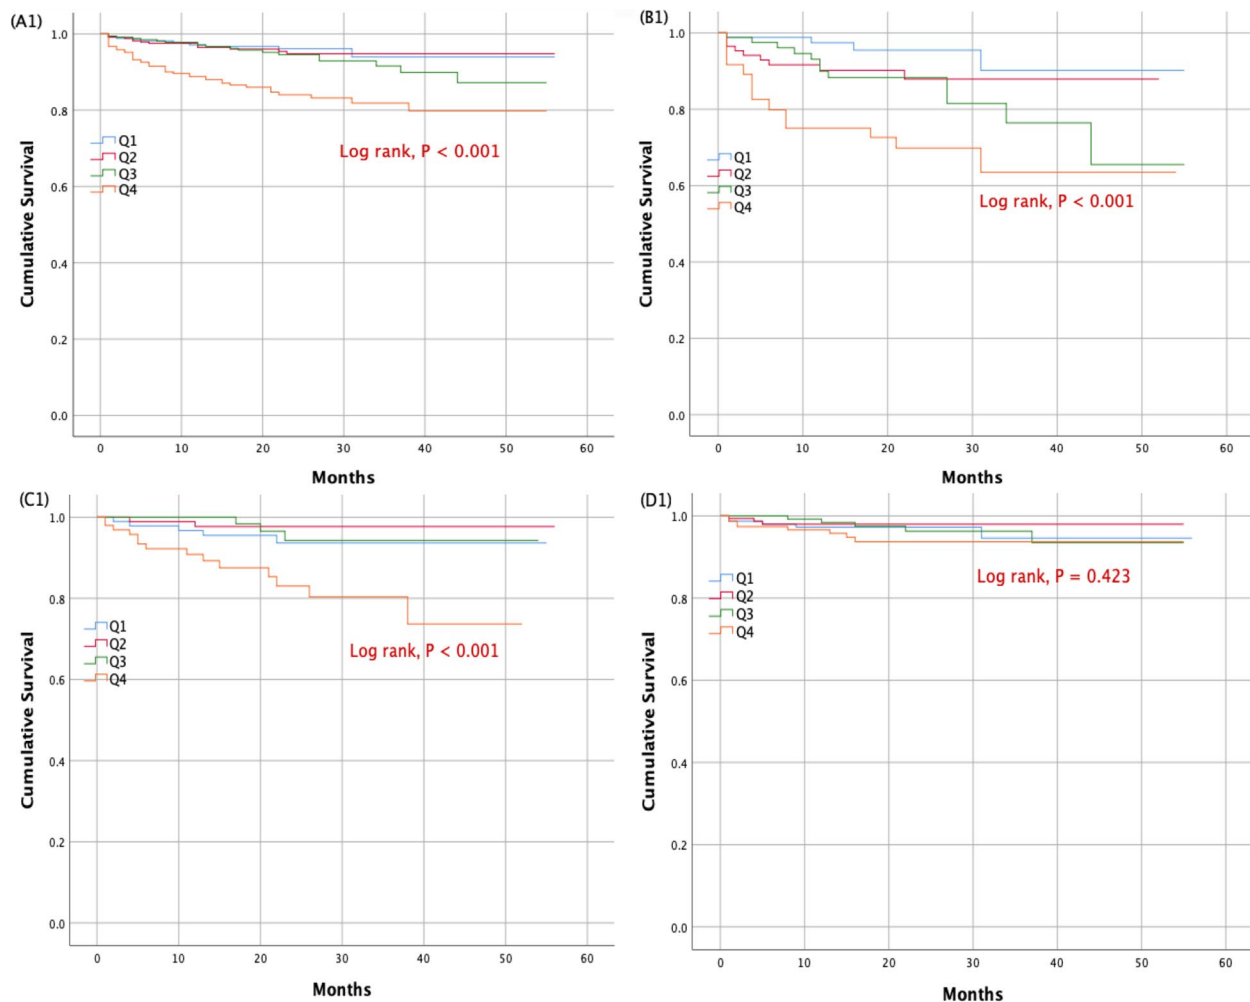 (A1)
1.0
0.8
0.6
0.4
0.2
0.0
Cumulative Survival
Q1
Q2
Q3
Q4
Log rank, P < 0.001
0 10 20 30 40 50 60
Months
(B1)
1.0
0.8
0.6
0.4
0.2
0.0
Cumulative Survival
Q1
Q2
Q3
Q4
Log rank, P < 0.001
0 10 20 30 40 50 60
Months
(C1)
1.0
0.8
0.6
0.4
0.2
0.0
Cumulative Survival
Q1
Q2
Q3
Q4
Log rank, P < 0.001
0 10 20 30 40 50 60
Months
(D1)
1.0
0.8
0.6
0.4
0.2
0.0
Cumulative Survival
Q1
Q2
Q3
Q4
Log rank, P = 0.423
0 10 20 30 40 50 60
Months